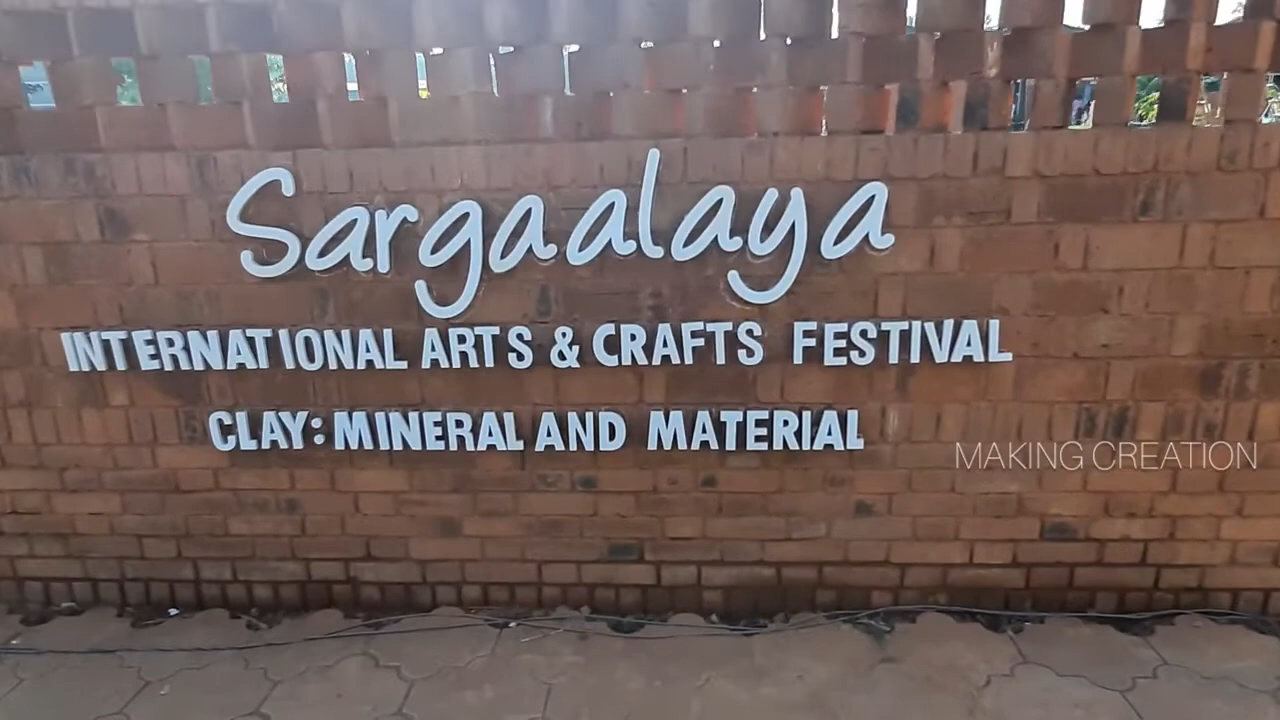 Sargaalaya
INTERNATIONAL ARTS & CRAFTS FESTIVAL
CLAY: MINERAL AND MATERIAL
MAKING CREATION